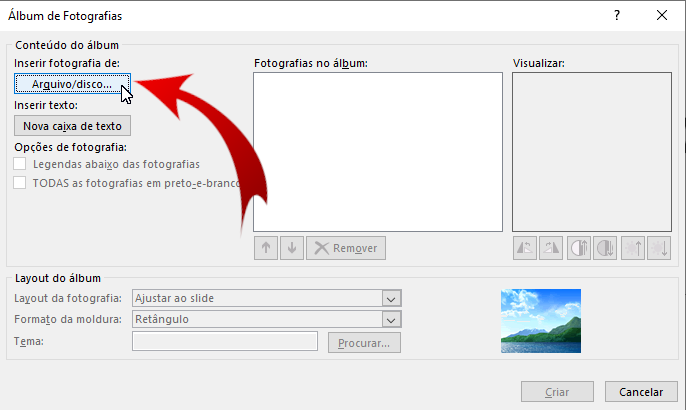 Álbum de Fotografias
?
Conteúdo do álbum
Inserir fotografia de:
Arquivo/disco...
Inserir texto:
Nova caixa de texto
Opções de fotografia:
Legendas abaixo das fotografias
TODAS as fotografias em preto-e-branco
Fotografias no álbum:
Remover
Visualizar:
Layout do álbum
Layout da fotografia:
Ajustar ao slide
Formato da moldura:
Retângulo
Tema:
Procurar...
Criar
Cancelar